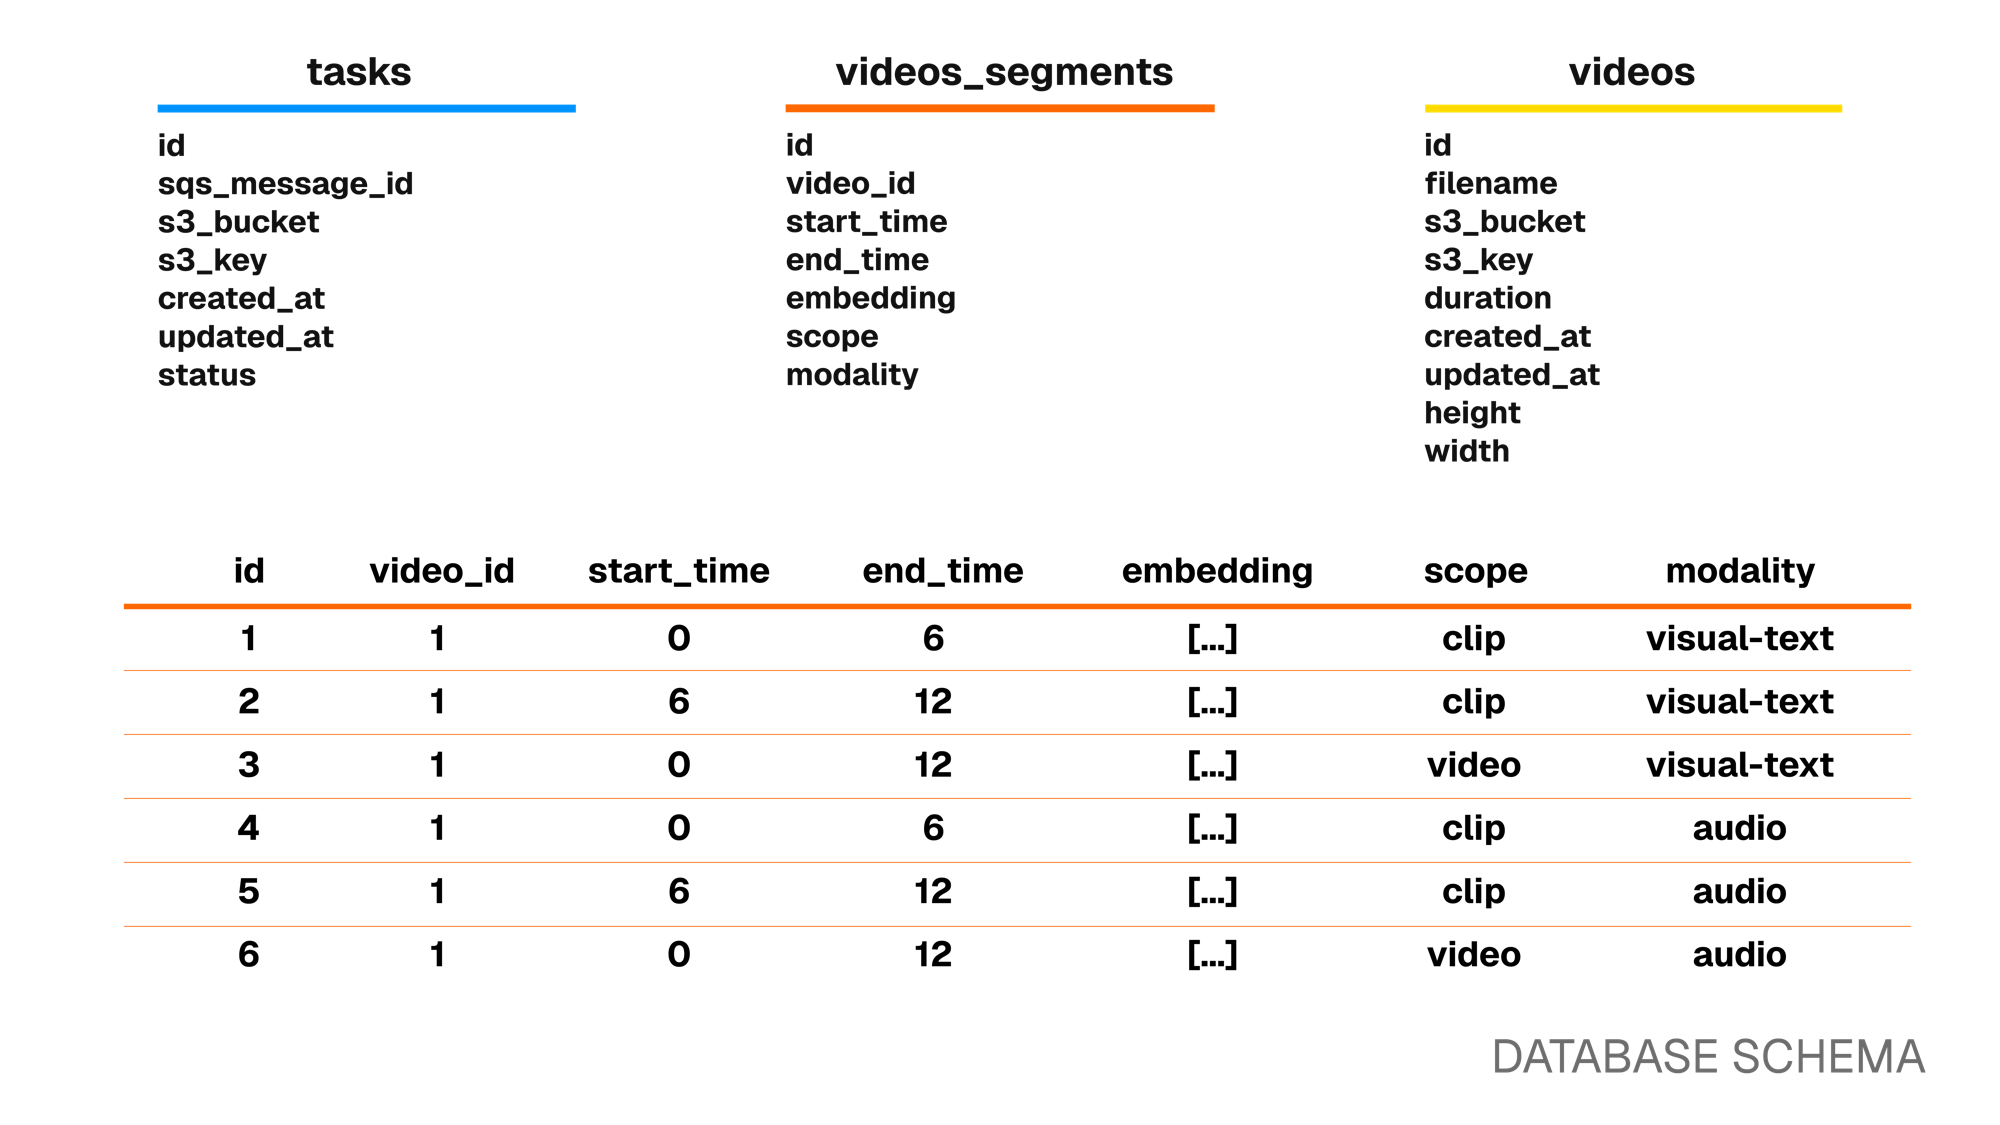 tasks
id
sqs_message_id
s3_bucket
s3_key
created_at
updated_at
status
videos_segments
id
video_id
start_time
end_time
embedding
scope
modality
videos
id
filename
s3_bucket
s3_key
duration
created_at
updated_at
height
width
id video_id start_time end_time embedding scope modality
1 1 0 6 [...] clip visual-text
2 1 6 12 [...] clip visual-text
3 1 0 12 [...] video visual-text
4 1 0 6 [...] clip audio
5 1 6 12 [...] clip audio
6 1 0 12 [...] video audio
DATABASE SCHEMA